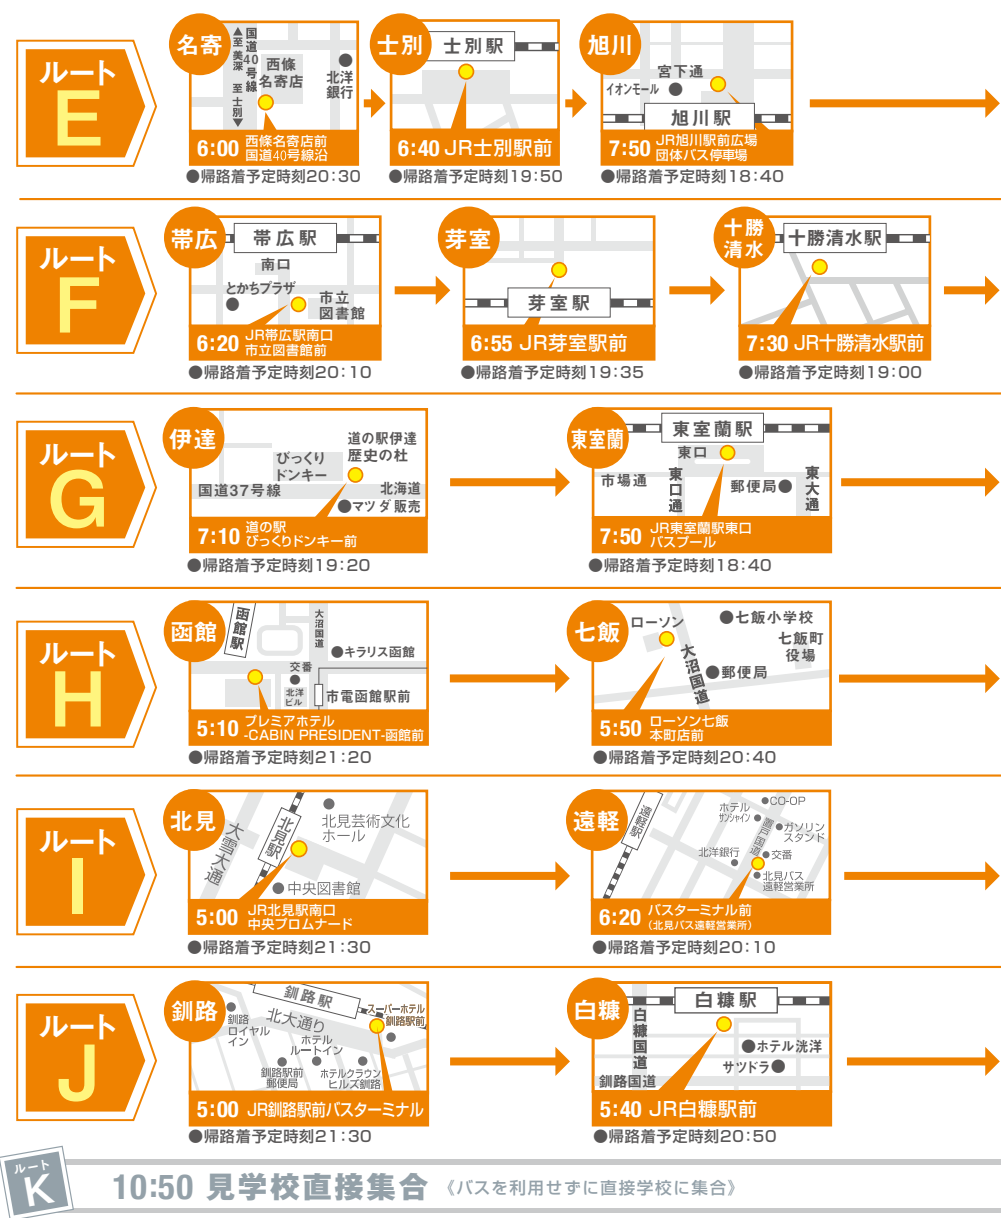 ルート
E
名寄
▲至 美深 至 士別▼
国道40号線
西條
名寄店
北洋
銀行
6:00 西條名寄店前
国道40号線沿
●帰路着予定時刻20:30
士別
士別駅
6:40 JR士別駅前
●帰路着予定時刻19:50
旭川
宮下通
イオンモール
旭川駅
7:50 JR旭川駅前広場
団体バス停車場
●帰路着予定時刻18:40
ルート
F
帯広
帯広駅
南口
とかちプラザ
市立
図書館
6:20 JR帯広駅南口
市立図書館前
●帰路着予定時刻20:10
芽室
芽室駅
6:55 JR芽室駅前
●帰路着予定時刻19:35
十勝
清水
十勝清水駅
7:30 JR十勝清水駅前
●帰路着予定時刻19:00
ルート
G
伊達
道の駅伊達
歴史の杜
びっくり
ドンキー
国道37号線
北海道
●マツダ販売
7:10 道の駅
びっくりドンキー前
●帰路着予定時刻19:20
東室蘭
東室蘭駅
東口
市場通
東口通
郵便局●
東大通
7:50 JR東室蘭駅東口
バスプール
●帰路着予定時刻18:40
ルート
H
函館
函館駅
大沼国道
●キラリス函館
交番
北洋
ビル
市電函館駅前
5:10 プレミアホテル
-CABIN PRESIDENT-函館前
●帰路着予定時刻21:20
七飯
ローソン
●七飯小学校
七飯町
役場
大沼国道
●郵便局
5:50 ローソン七飯
本町店前
●帰路着予定時刻20:40
ルート
I
北見
大雪大通
北見駅
北見芸術文化
ホール
●中央図書館
5:00 JR北見駅南口
中央プロムナード
●帰路着予定時刻21:30
遠軽
遠軽駅
●CO-OP
ホテル
サンシャイン
●ガソリン
スタンド
置戸国道
北洋銀行
●交番
●北見バス
遠軽営業所
6:20 バスターミナル前
(北見バス遠軽営業所)
●帰路着予定時刻20:10
ルート
J
釧路
釧路駅
釧路
ロイヤル
イン
北大通り
スーパーホテル
釧路駅前
ホテル
ルートイン
釧路駅前
郵便局
ホテルクラウン
ヒルズ釧路
5:00 JR釧路駅前バスターミナル
●帰路着予定時刻21:30
白糠
白糠駅
白糠国道
●ホテル洸洋
サツドラ●
釧路国道
5:40 JR白糠駅前
●帰路着予定時刻20:50
ルート
K
10:50 見学校直接集合 《バスを利用せずに直接学校に集合》